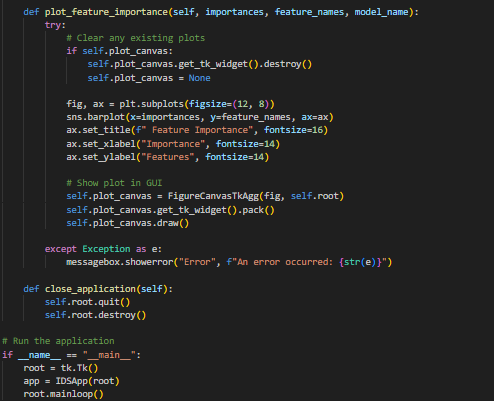 def plot_feature_importance(self, importances, feature_names, model_name):
        try:
            # Clear any existing plots
            if self.plot_canvas:
                self.plot_canvas.get_tk_widget().destroy()
                self.plot_canvas = None

            fig, ax = plt.subplots(figsize=(12, 8))
            sns.barplot(x=importances, y=feature_names, ax=ax)
            ax.set_title(f" Feature Importance", fontsize=16)
            ax.set_xlabel("Importance", fontsize=14)
            ax.set_ylabel("Features", fontsize=14)

            # Show plot in GUI
            self.plot_canvas = FigureCanvasTkAgg(fig, self.root)
            self.plot_canvas.get_tk_widget().pack()
            self.plot_canvas.draw()

        except Exception as e:
            messagebox.showerror("Error", f"An error occurred: {str(e)}")

    def close_application(self):
        self.root.quit()
        self.root.destroy()

# Run the application
if __name__ == "__main__":
    root = tk.Tk()
    app = IDSApp(root)
    root.mainloop()